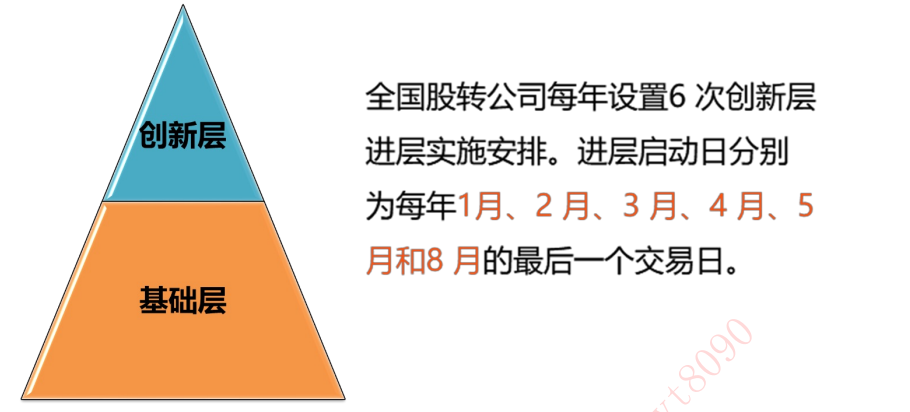 创新层
基础层
全国股转公司每年设置6 次创新层
进层实施安排。进层启动日分别
为每年1月、2 月、3 月、4 月、5
月和8 月的最后一个交易日。